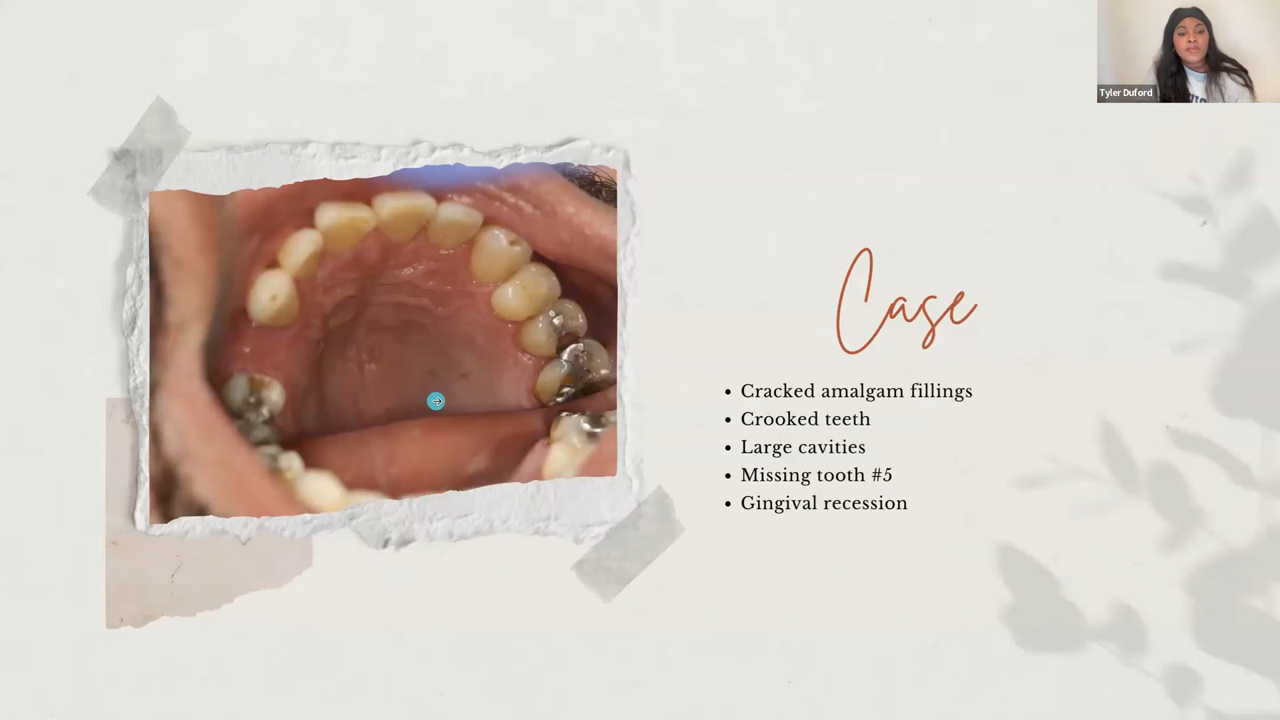 Tyler Duford
Case
• Cracked amalgam fillings
• Crooked teeth
• Large cavities
• Missing tooth #5
• Gingival recession